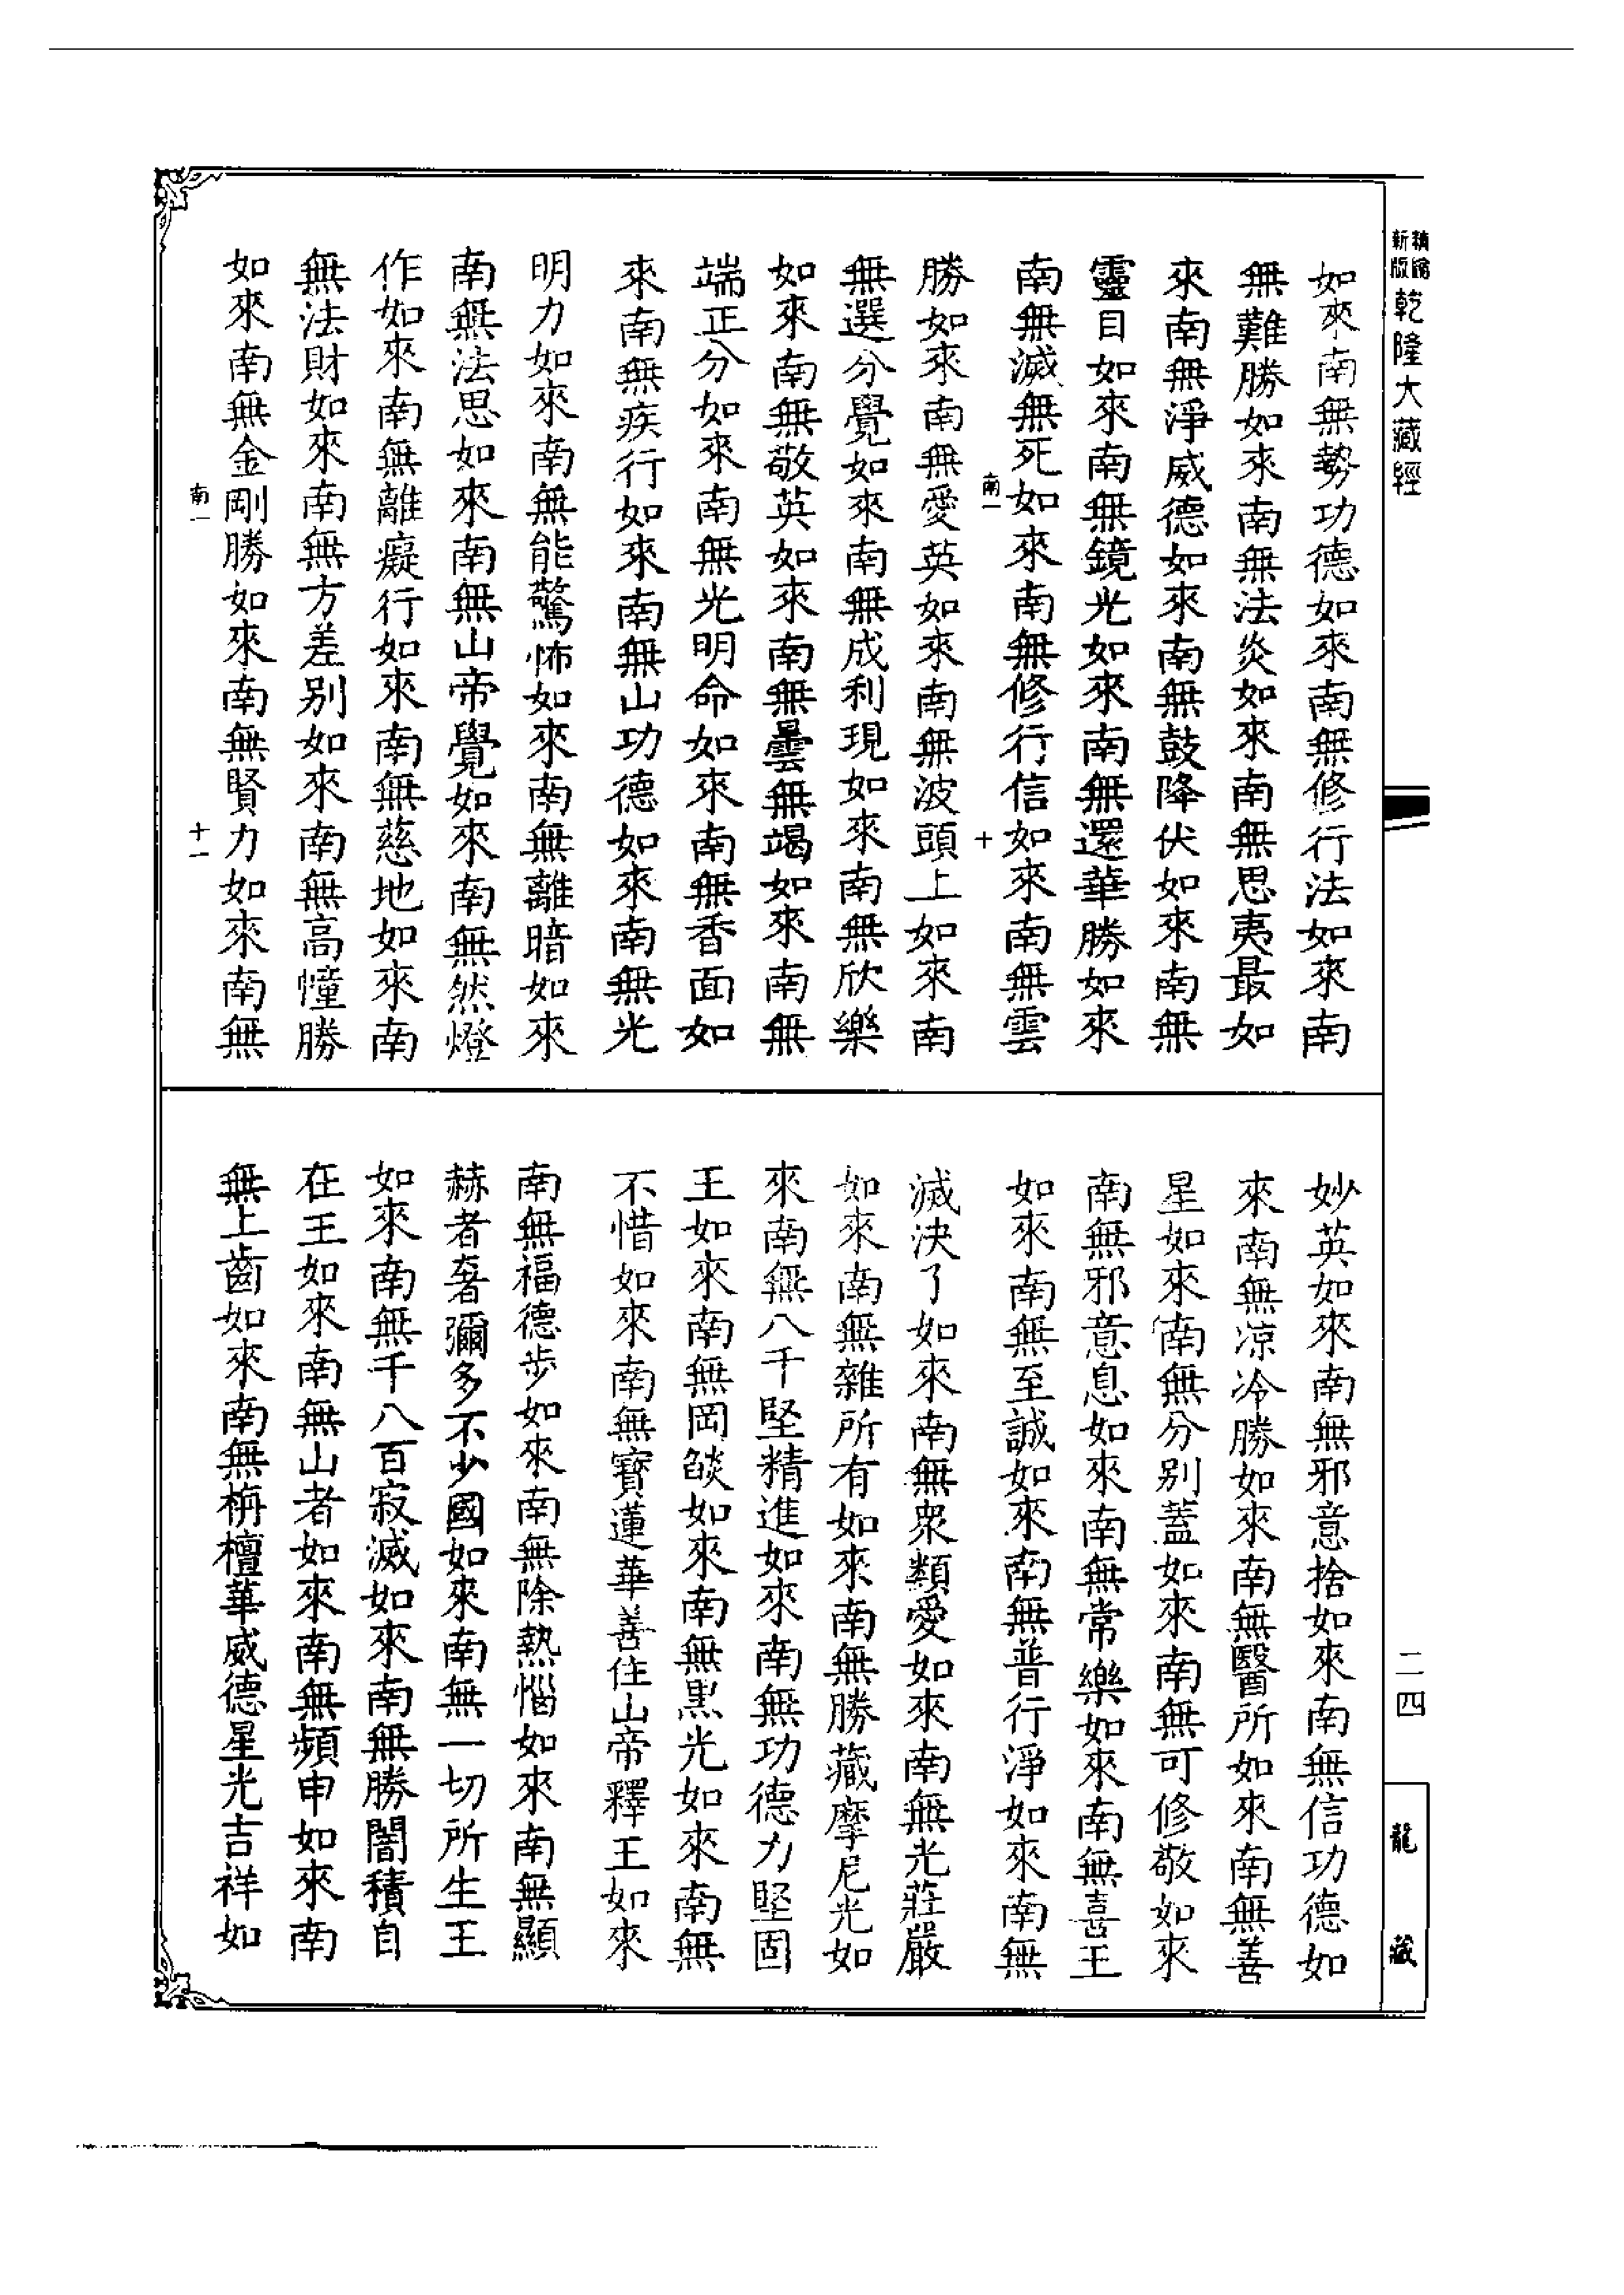 新版
精縮
乾隆大藏經
二四
龍藏
如來南無勢功德如來南無修行法如來南
無難勝如來南無法炎如來南無思夷最如
來南無淨威德如來南無鼓降伏如來南無
靈目如來南無鏡光如來南無還華勝如來
南無滅無死如來南無修行信如來南無雲
南一
十
勝如來南無愛英如來南無波頭上如來南
無選分覺如來南無成利現如來南無欣樂
如來南無敬英如來南無曇無竭如來南無
端正分如來南無光明命如來南無香面如
來南無疾行如來南無山功德如來南無光
明力如來南無能驚怖如來南無離暗如來
南無法思如來南無山帝覺如來南無然燈
作如來南無離癡行如來南無慈地如來南
無法財如來南無方差別如來南無高幢勝
如來南無金剛勝如來南無賢力如來南無
南一
十一
妙英如來南無邪意捨如來南無信功德如
來南無凉冷勝如來南無醫所如來南無善
星如來南無分別蓋如來南無可修敬如來
南無邪意息如來南無常樂如來南無喜王
如來南無至誠如來南無普行淨如來南無
滅決了如來南無衆類愛如來南無光莊嚴
如來南無雜所有如來南無勝藏摩尼光如
來南無八千堅精進如來南無功德力堅固
王如來南無岡燄如來南無黑光如來南無
不惜如來南無寶蓮華善住山帝釋王如來
南無福德步如來南無除熱惱如來南無顯
赫者奢彌多不少國如來南無一切所生王
如來南無千八百寂滅如來南無勝闇積自
在王如來南無山者如來南無頻申如來南
無上齒如來南無栴檀華威德星光吉祥如